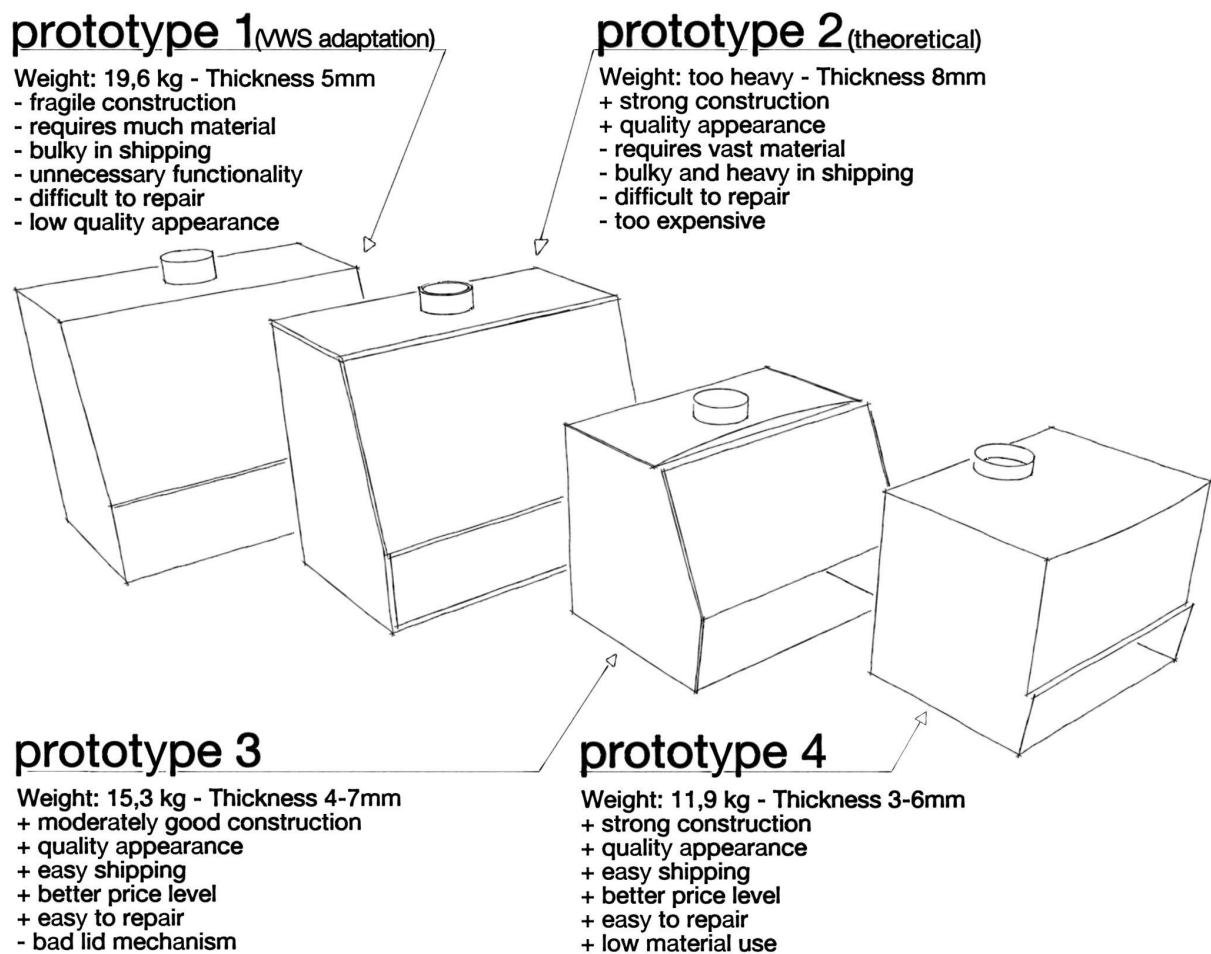 prototype 1 (VWS adaptation)
Weight: 19,6 kg - Thickness 5mm
- fragile construction
- requires much material
- bulky in shipping
- unnecessary functionality
- difficult to repair
- low quality appearance
prototype 2 (theoretical)
Weight: too heavy - Thickness 8mm
+ strong construction
+ quality appearance
- requires vast material
- bulky and heavy in shipping
- difficult to repair
- too expensive
prototype 3
Weight: 15,3 kg - Thickness 4-7mm
+ moderately good construction
+ quality appearance
+ easy shipping
+ better price level
+ easy to repair
- bad lid mechanism
prototype 4
Weight: 11,9 kg - Thickness 3-6mm
+ strong construction
+ quality appearance
+ easy shipping
+ better price level
+ easy to repair
+ low material use